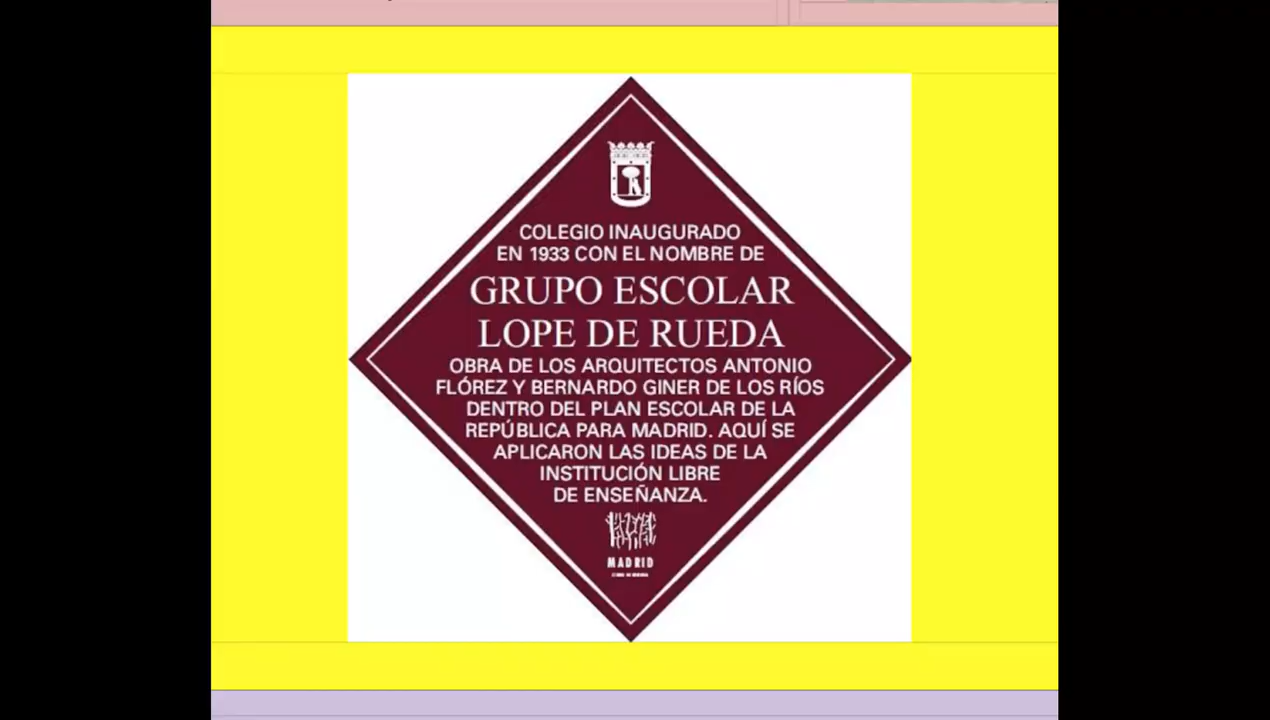 COLEGIO INAUGURADO
EN 1933 CON EL NOMBRE DE
GRUPO ESCOLAR
LOPE DE RUEDA
OBRA DE LOS ARQUITECTOS ANTONIO
FLÓREZ Y BERNARDO GINER DE LOS RÍOS
DENTRO DEL PLAN ESCOLAR DE LA
REPÚBLICA PARA MADRID. AQUÍ SE
APLICARON LAS IDEAS DE LA
INSTITUCIÓN LIBRE
DE ENSEÑANZA.
MADRID